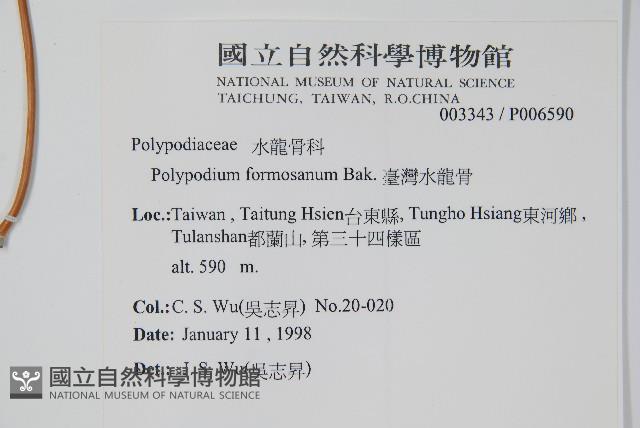 國立自然科學博物館
NATIONAL MUSEUM OF NATURAL SCIENCE
TAICHUNG, TAIWAN, R.O.CHINA
003343 / P006590
Polypodiaceae 水龍骨科
Polypodium formosanum Bak. 臺灣水龍骨
Loc.:Taiwan , Taitung Hsien台東縣, Tungho Hsiang東河鄉 ,
Tulanshan都蘭山, 第三十四樣區
alt. 590 m.
Col.: C. S. Wu(吳志昇) No.20-020
Date: January 11 , 1998
Det.: J. S. Wu(吳志昇)
國立自然科學博物館
NATIONAL MUSEUM OF NATURAL SCIENCE